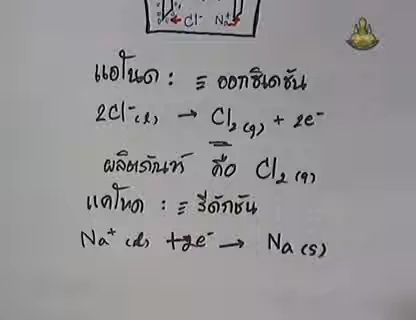 Cl⁻ Na⁺
แอโนด : ≡ ออกซิเดชัน
2Cl⁻(l) → Cl₂(g) + 2e⁻
ผลิตภัณฑ์ คือ Cl₂(g)
แคโทด : ≡ รีดักชัน
Na⁺(l) + e⁻ → Na(s)